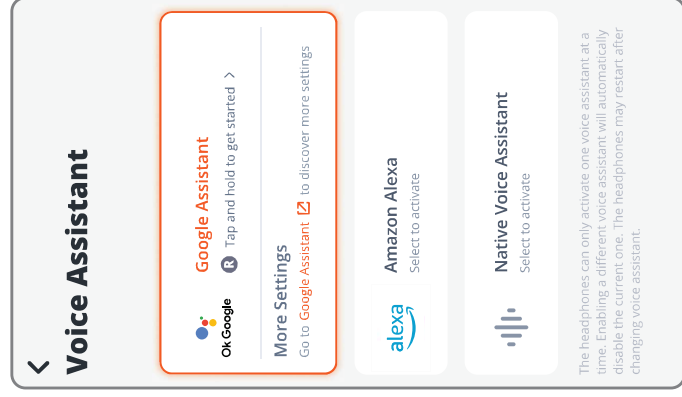 Voice Assistant
Ok Google
Google Assistant
R Tap and hold to get started >
More Settings
Go to Google Assistant to discover more settings
alexa
Amazon Alexa
Select to activate
Native Voice Assistant
Select to activate
The headphones can only activate one voice assistant at a
time. Enabling a different voice assistant will automatically
disable the current one. The headphones may restart after
changing voice assistant.